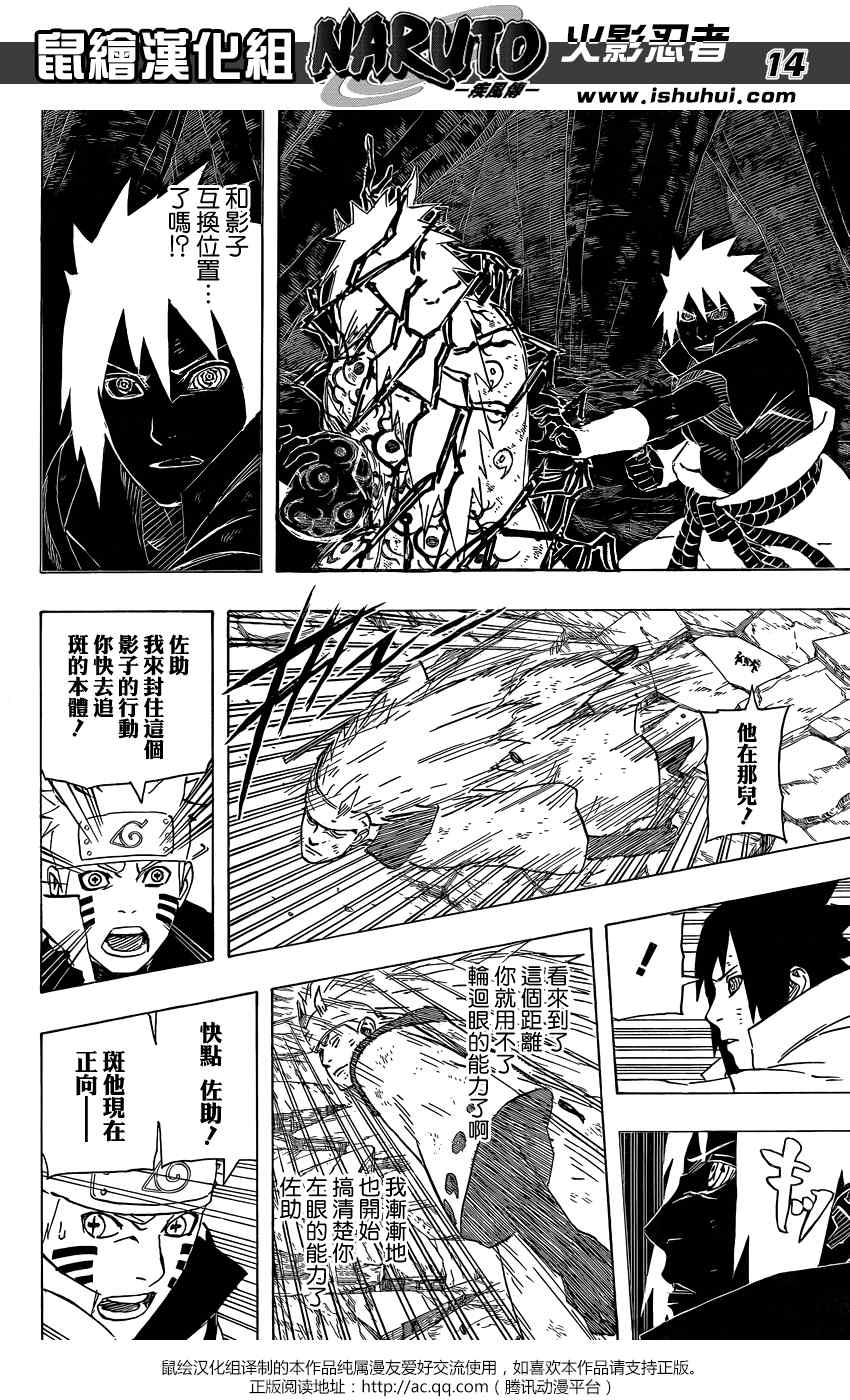 鼠繪漢化組
NARUTO
疾風傳
火影忍者
14
www.ishuhui.com
和影子
互換位置…
了嗎!?
他在那兒！
佐助
我來封住這個
影子的行動
你快去追
斑的本體！
！
看來到了
這個距離
你就用不了
輪迴眼的能力了啊
我漸漸地
也開始
搞清楚你
左眼的能力了
佐助──
快點 佐助！
斑他現在
正向──
鼠绘汉化组译制的本作品纯属漫友爱好交流使用，如喜欢本作品请支持正版。
正版阅读地址：http://ac.qq.com（腾讯动漫平台）